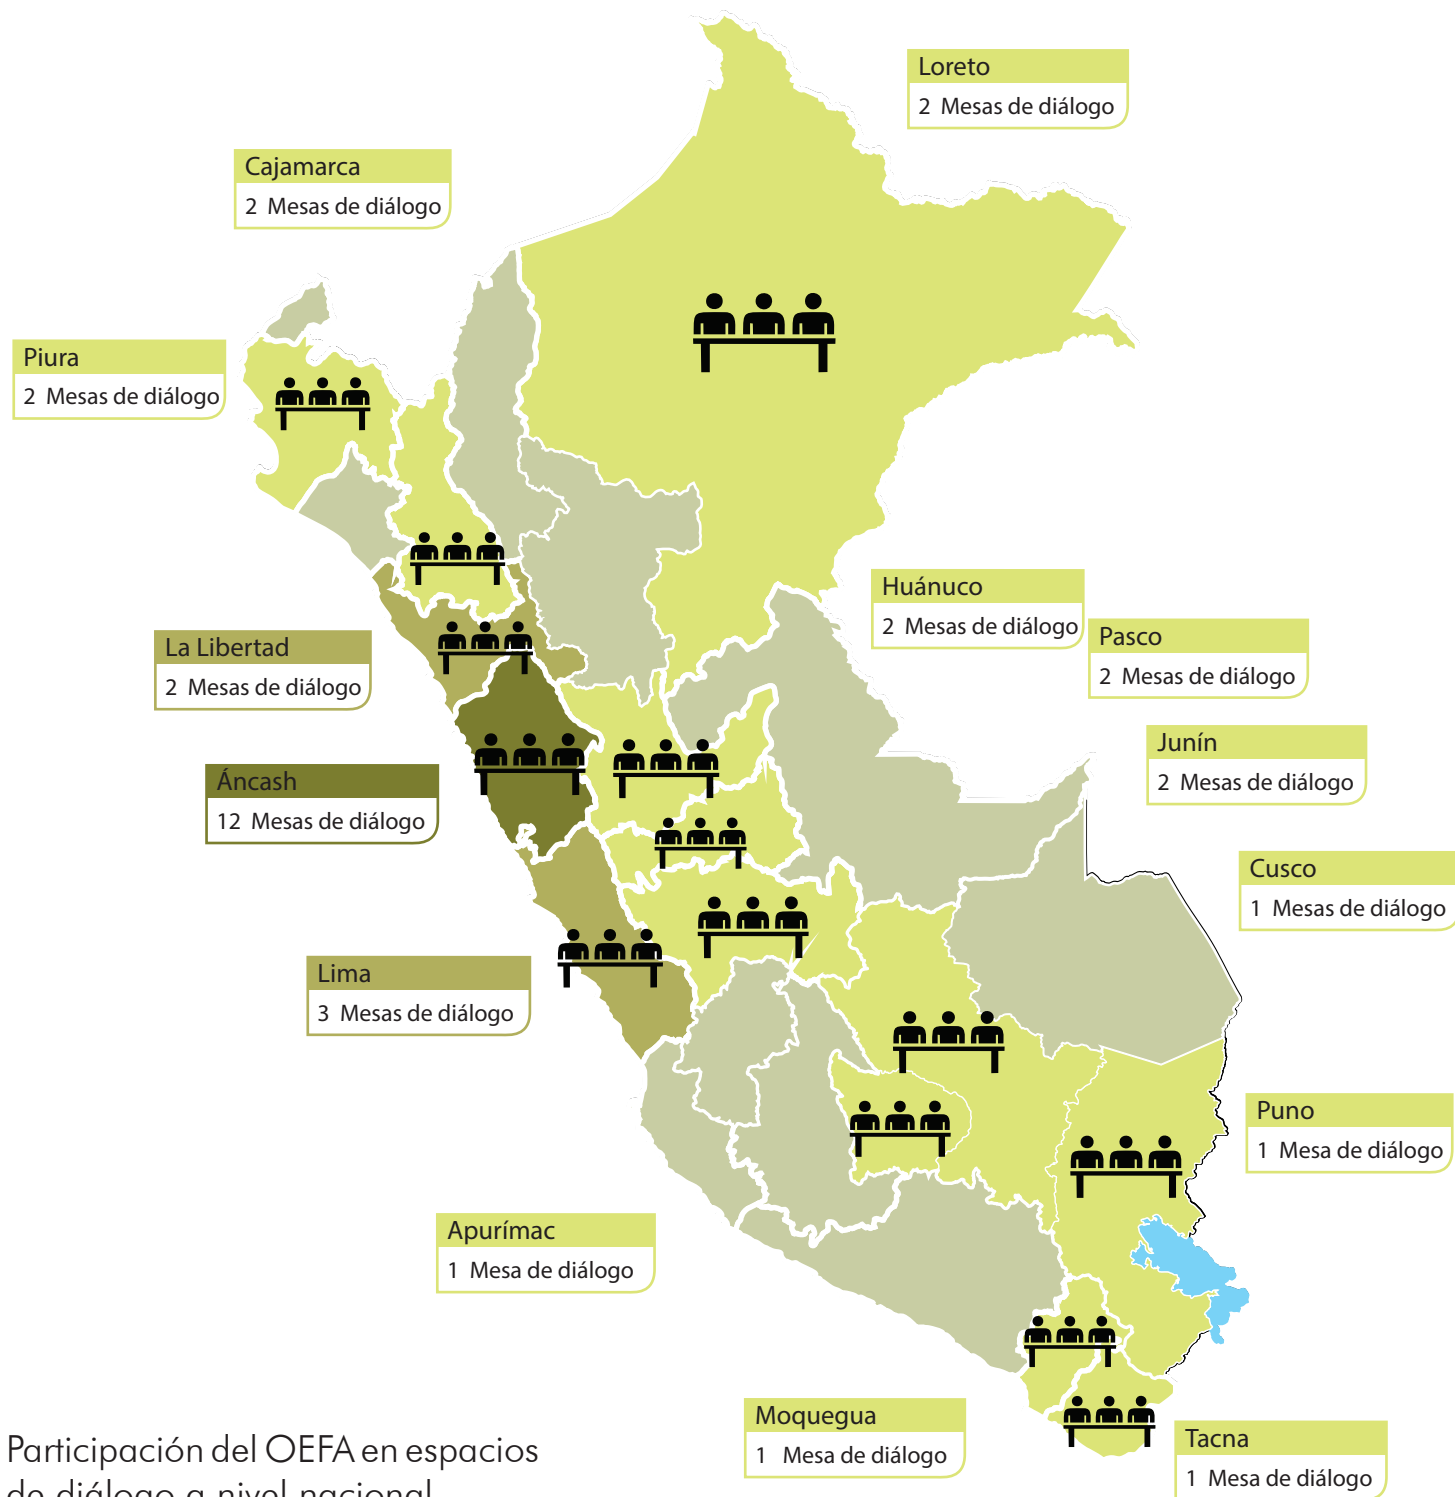 Loreto
2 Mesas de diálogo
Cajamarca
2 Mesas de diálogo
Piura
2 Mesas de diálogo
Huánuco
2 Mesas de diálogo
Pasco
2 Mesas de diálogo
La Libertad
2 Mesas de diálogo
Junín
2 Mesas de diálogo
Áncash
12 Mesas de diálogo
Cusco
1 Mesas de diálogo
Lima
3 Mesas de diálogo
Puno
1 Mesa de diálogo
Apurímac
1 Mesa de diálogo
Moquegua
1 Mesa de diálogo
Tacna
1 Mesa de diálogo
Participación del OEFA en espacios
de diálogo a nivel nacional